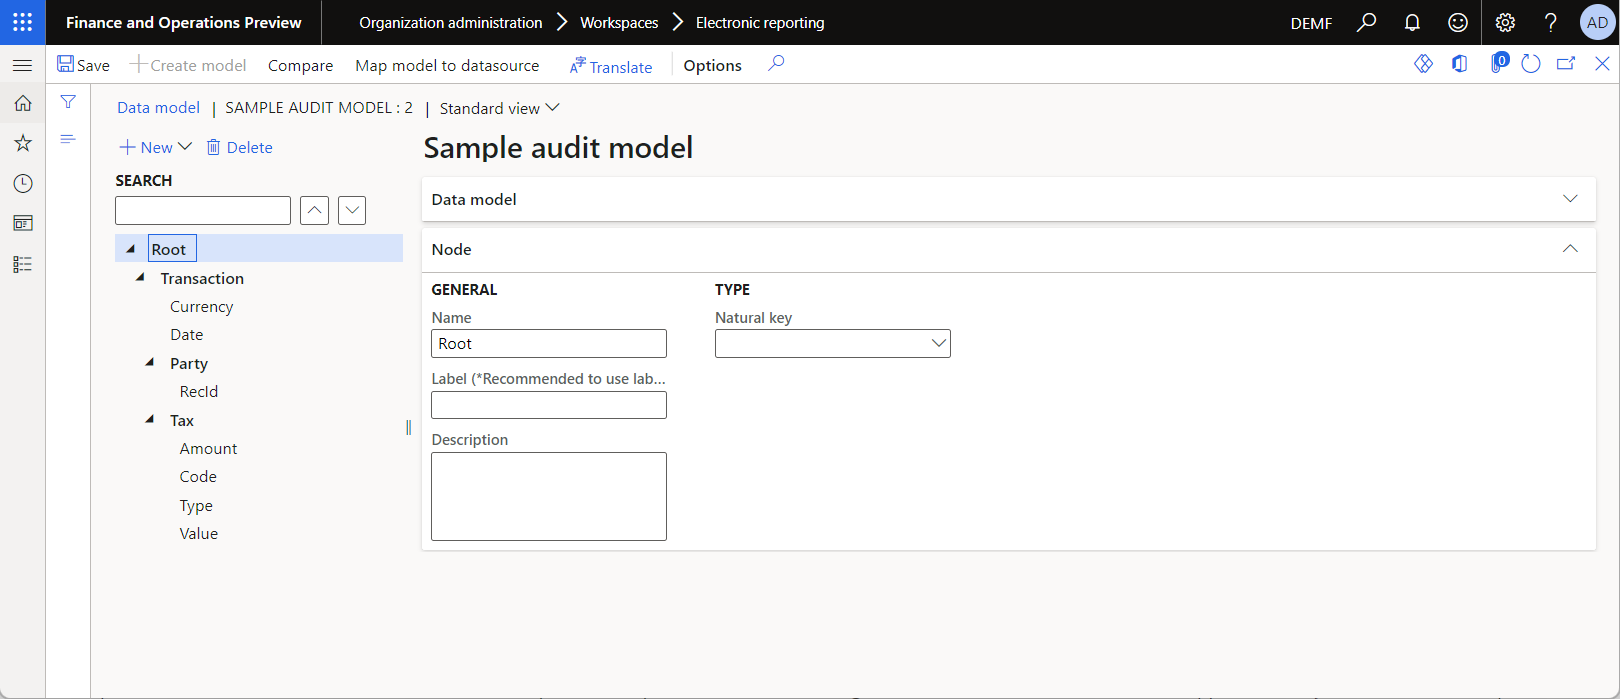 Finance and Operations Preview
Organization administration Workspaces Electronic reporting
DEMF
? AD
Save Create model Compare Map model to datasource Translate Options
0
Data model | SAMPLE AUDIT MODEL : 2 | Standard view
New Delete
SEARCH
Root
Transaction
Currency
Date
Party
RecId
Tax
Amount
Code
Type
Value
Sample audit model
Data model
Node
GENERAL
Name
Root
Label (*Recommended to use lab...
Description
TYPE
Natural key